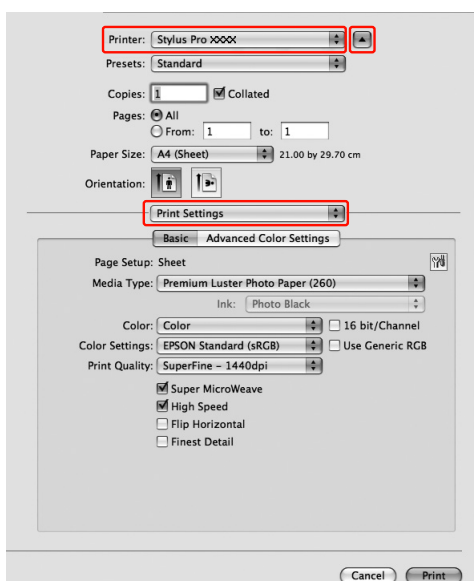 Printer: Stylus Pro XXXX
Presets: Standard
Copies: 1 Collated
Pages: All
From: 1 to: 1
Paper Size: A4 (Sheet) 21.00 by 29.70 cm
Orientation:
Print Settings
Basic Advanced Color Settings
Page Setup: Sheet
Media Type: Premium Luster Photo Paper (260)
Ink: Photo Black
Color: Color 16 bit/Channel
Color Settings: EPSON Standard (sRGB) Use Generic RGB
Print Quality: SuperFine – 1440dpi
Super MicroWeave
High Speed
Flip Horizontal
Finest Detail
Cancel Print